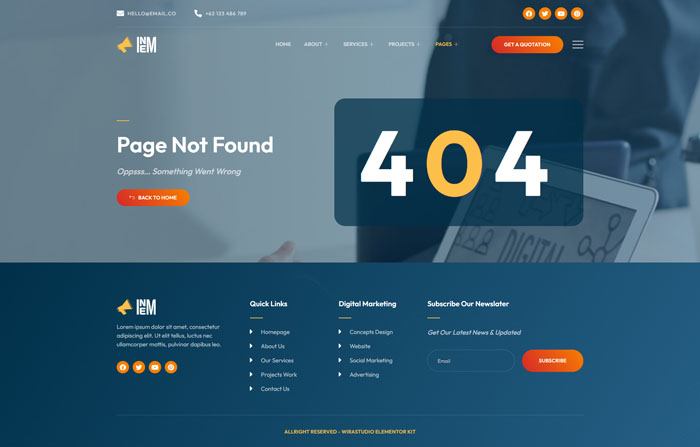 HELLO@EMAIL.CO
+62 123 484 789
INEM
HOME
ABOUT +
SERVICES +
PROJECTS +
PAGES +
GET A QUOTATION
Page Not Found
Oppsss... Something Went Wrong
BACK TO HOME
404
DIGITAL
INEM
Lorem ipsum dolor sit amet, consectetur
adipiscing elit. Ut elit tellus, luctus nec
ullamcorper mattis, pulvinar dapibus leo.
Quick Links
Homepage
About Us
Our Services
Projects Work
Contact Us
Digital Marketing
Concepts Design
Website
Social Marketing
Advertising
Subscribe Our Newslater
Get Our Latest News & Updated
Email
SUBSCRIBE
ALLRIGHT RESERVED - WIRASTUDIO ELEMENTOR KIT